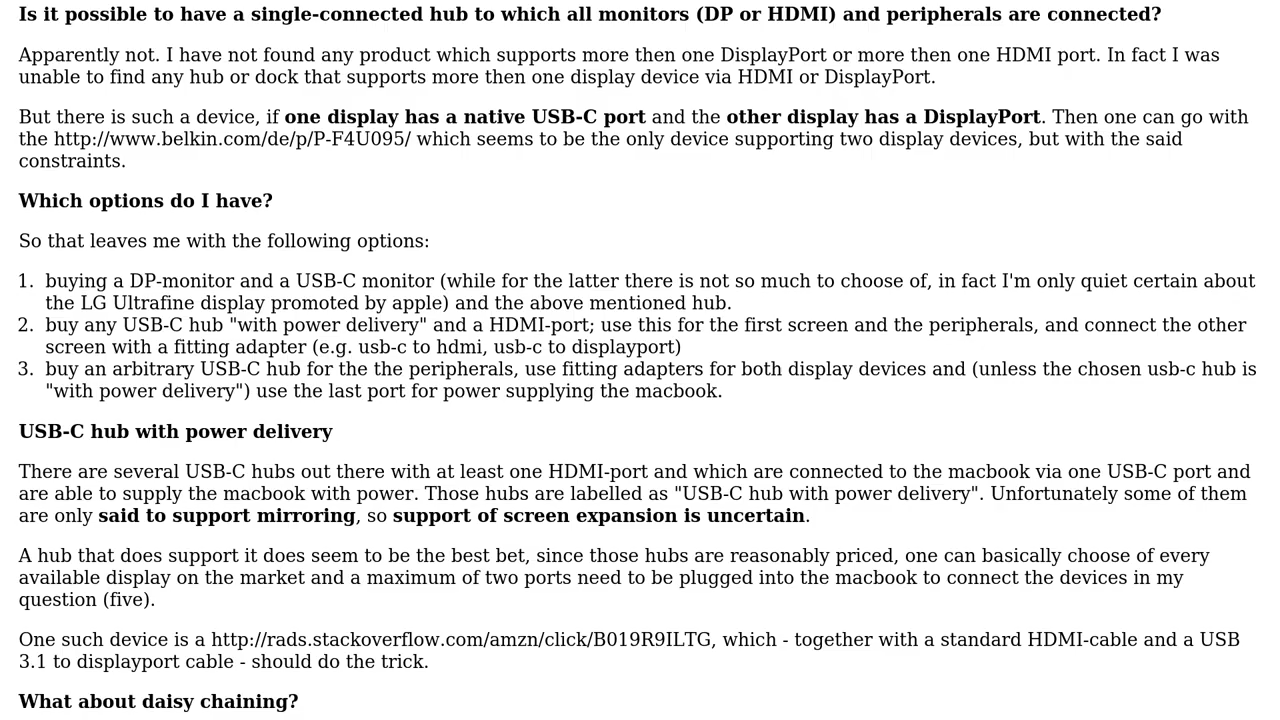 Is it possible to have a single-connected hub to which all monitors (DP or HDMI) and peripherals are connected?
Apparently not. I have not found any product which supports more then one DisplayPort or more then one HDMI port. In fact I was
unable to find any hub or dock that supports more then one display device via HDMI or DisplayPort.
But there is such a device, if one display has a native USB-C port and the other display has a DisplayPort. Then one can go with
the http://www.belkin.com/de/p/P-F4U095/ which seems to be the only device supporting two display devices, but with the said
constraints.
Which options do I have?
So that leaves me with the following options:
1. buying a DP-monitor and a USB-C monitor (while for the latter there is not so much to choose of, in fact I'm only quiet certain about
the LG Ultrafine display promoted by apple) and the above mentioned hub.
2. buy any USB-C hub "with power delivery" and a HDMI-port; use this for the first screen and the peripherals, and connect the other
screen with a fitting adapter (e.g. usb-c to hdmi, usb-c to displayport)
3. buy an arbitrary USB-C hub for the the peripherals, use fitting adapters for both display devices and (unless the chosen usb-c hub is
"with power delivery") use the last port for power supplying the macbook.
USB-C hub with power delivery
There are several USB-C hubs out there with at least one HDMI-port and which are connected to the macbook via one USB-C port and
are able to supply the macbook with power. Those hubs are labelled as "USB-C hub with power delivery". Unfortunately some of them
are only said to support mirroring, so support of screen expansion is uncertain.
A hub that does support it does seem to be the best bet, since those hubs are reasonably priced, one can basically choose of every
available display on the market and a maximum of two ports need to be plugged into the macbook to connect the devices in my
question (five).
One such device is a http://rads.stackoverflow.com/amzn/click/B019R9ILTG, which - together with a standard HDMI-cable and a USB
3.1 to displayport cable - should do the trick.
What about daisy chaining?